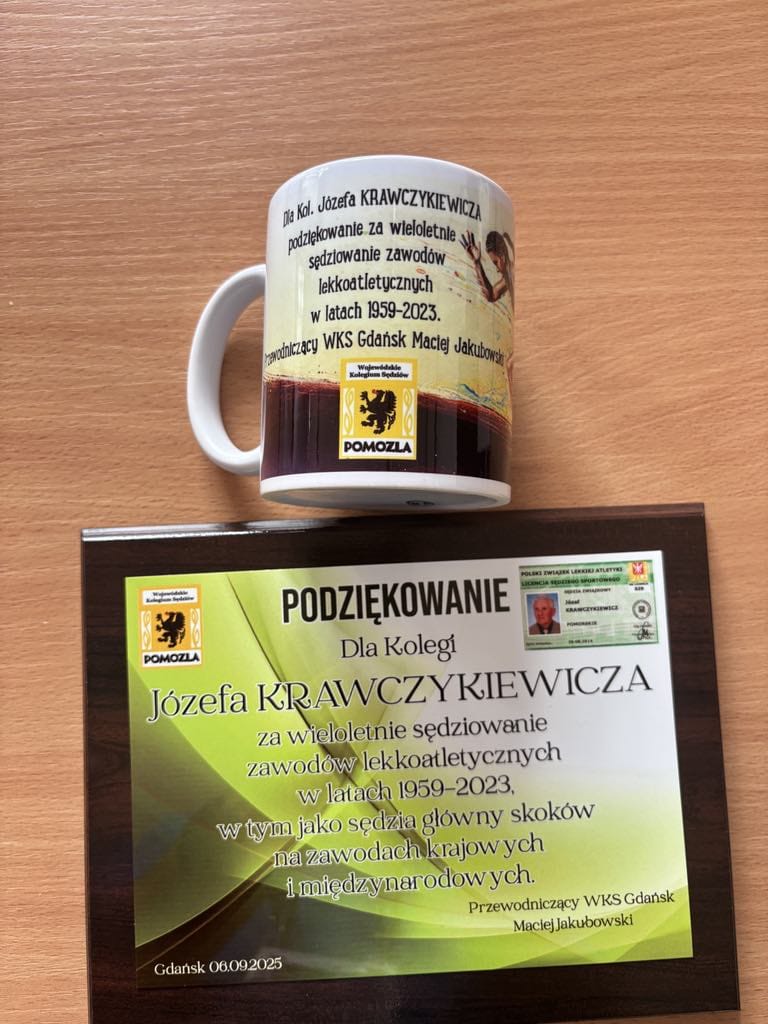 Dla Kol. Józefa KRAWCZYKIEWICZA
podziękowanie za wieloletnie
sędziowanie zawodów
lekkoatletycznych
w latach 1959-2023.
Przewodniczący WKS Gdańsk Maciej Jakubowski
Wojewódzkie
Kolegium Sędziów
POMOZLA
Wojewódzkie
Kolegium Sędziów
POMOZLA
PODZIĘKOWANIE
POLSKI ZWIĄZEK LEKKIEJ ATLETYKI
LICENCJA SĘDZIEGO SPORTOWEGO
SĘDZIA ZWIĄZKOWY
Józef
KRAWCZYKIEWICZ
POMORSKIE
Dla Kolegi
Józefa KRAWCZYKIEWICZA
za wieloletnie sędziowanie
zawodów lekkoatletycznych
w latach 1959-2023,
w tym jako sędzia główny skoków
na zawodach krajowych
i międzynarodowych.
Przewodniczący WKS Gdańsk
Maciej Jakubowski
Gdańsk 06.09.2025